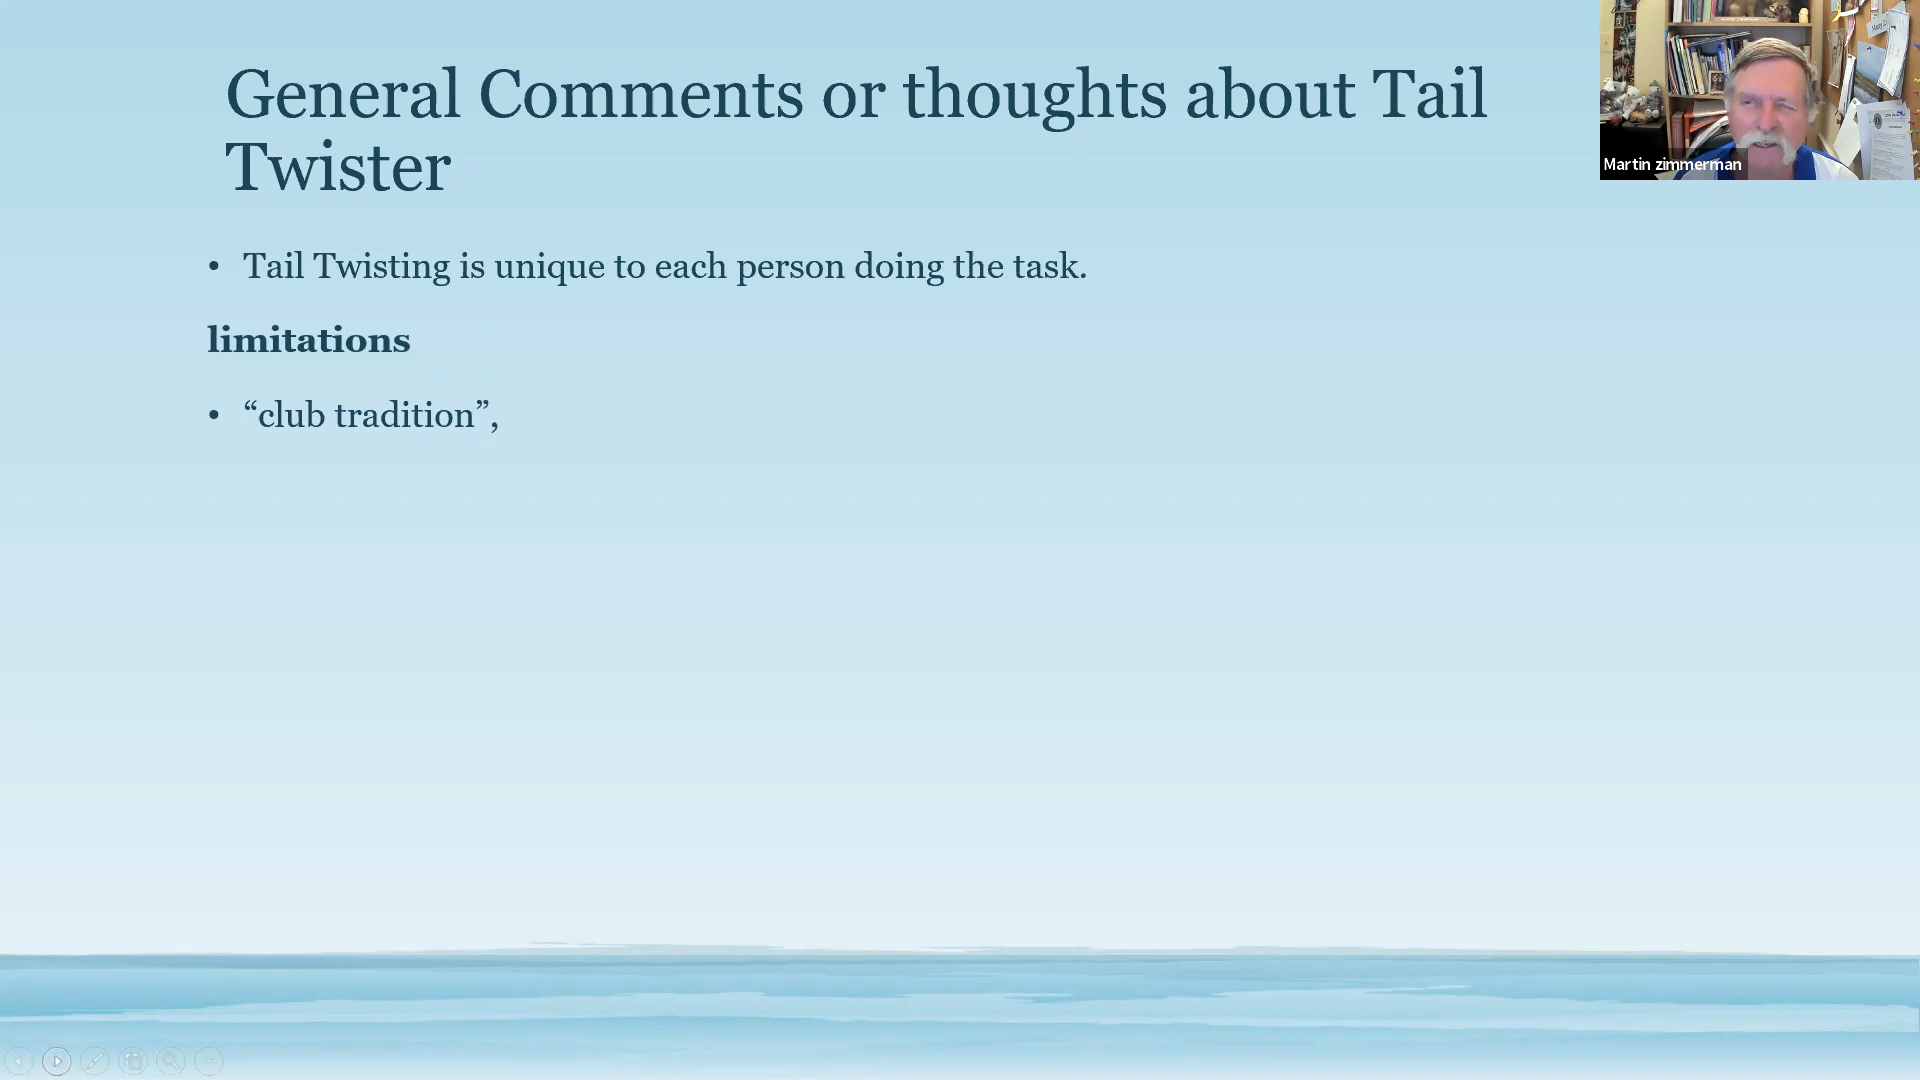 General Comments or thoughts about Tail
Twister
• Tail Twisting is unique to each person doing the task.
limitations
• “club tradition”,
Martin zimmerman